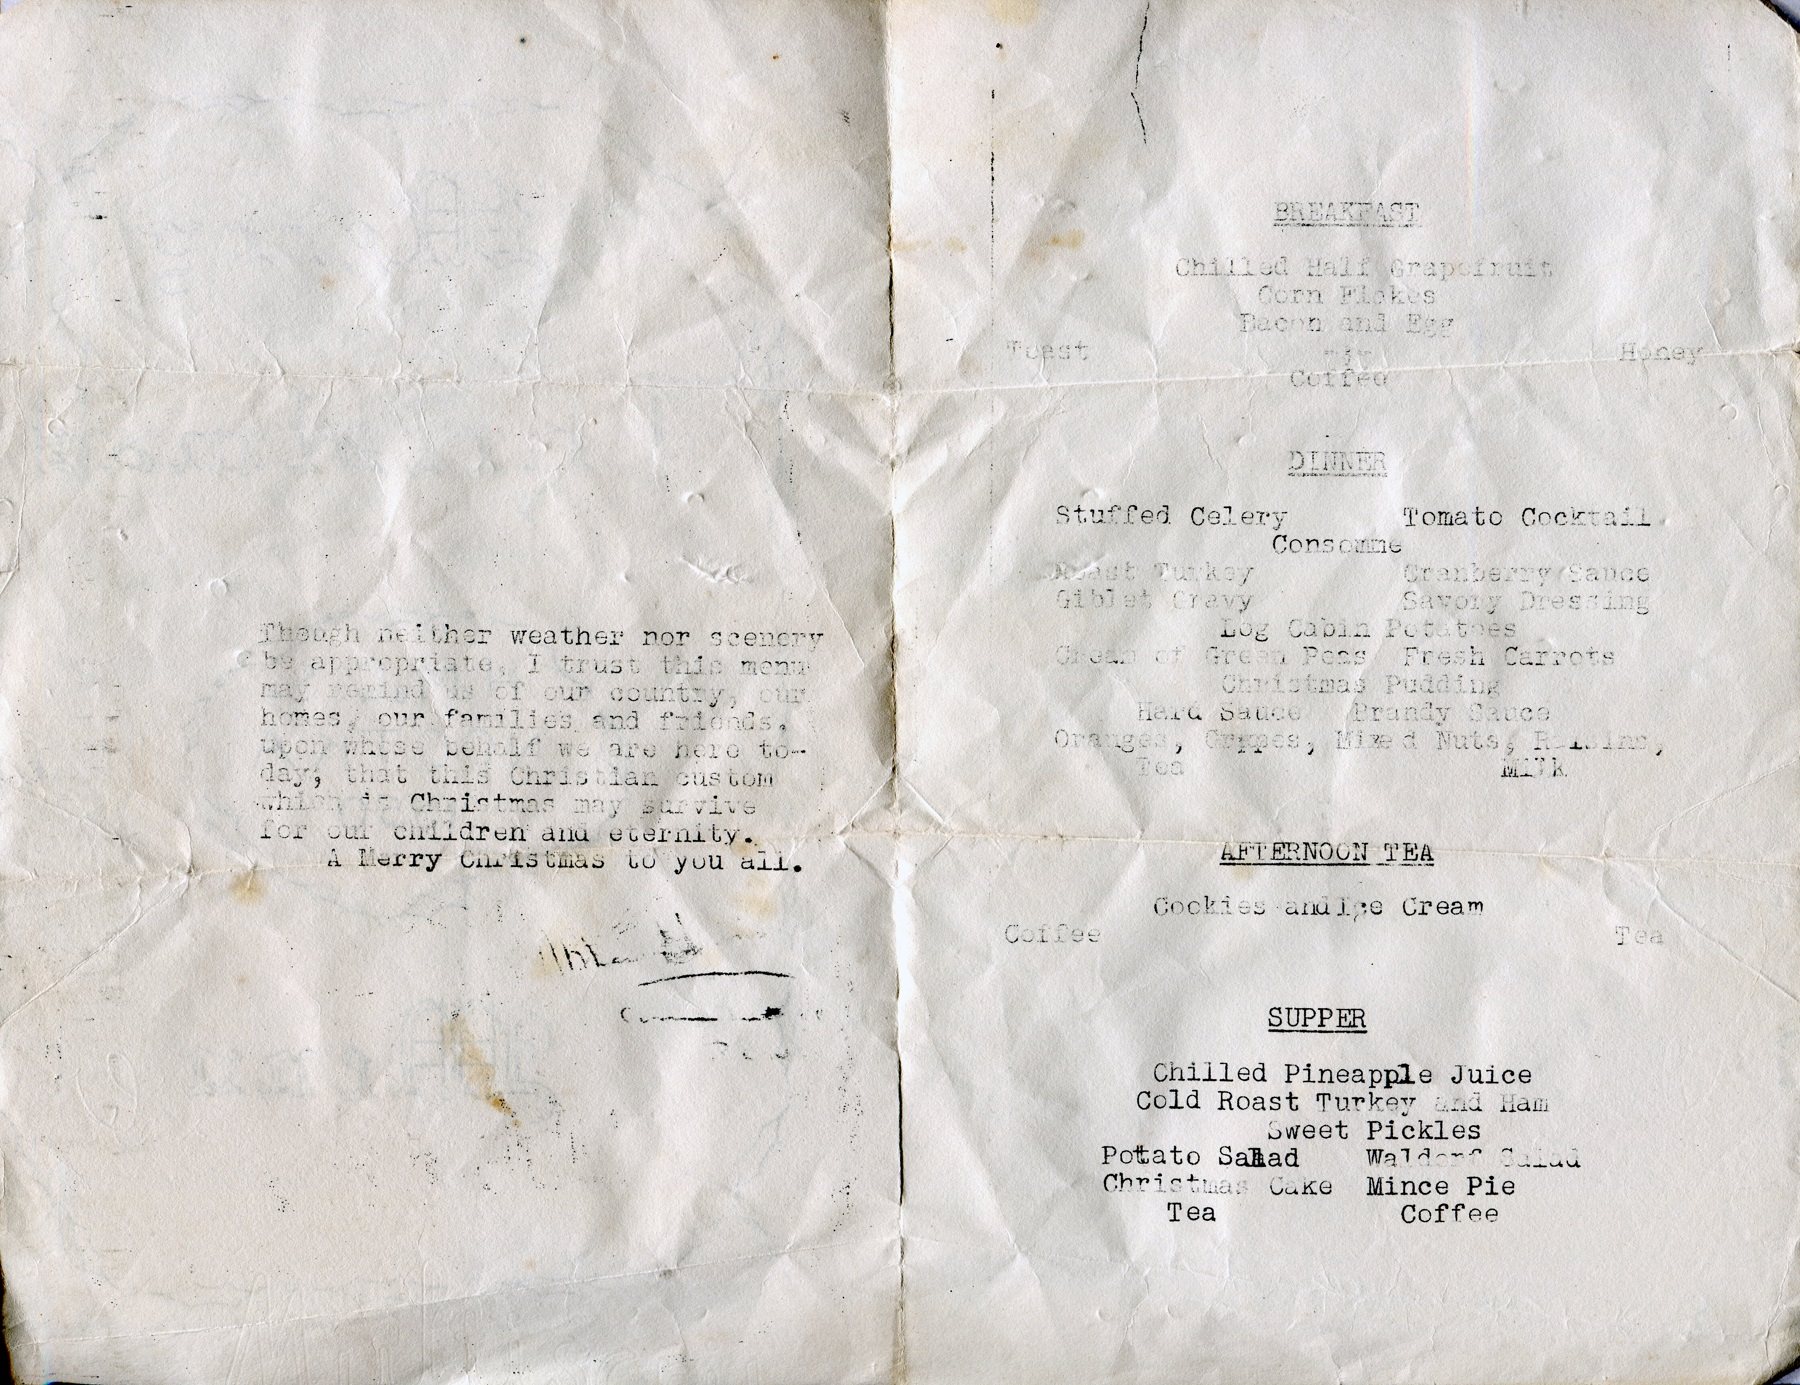 Though neither weather nor scenery
be appropriate, I trust this menu
may remind us of our country, our
homes, our families and friends,
upon whose behalf we are here to-
day; that this Christian custom
which is Christmas may survive
for our children and eternity.
A Merry Christmas to you all.
BREAKFAST
Chilled Half Grapefruit
Corn Flakes
Bacon and Egg
Toast Honey
Coffee
DINNER
Stuffed Celery Tomato Cocktail
Consomme
Roast Turkey Cranberry Sauce
Giblet Gravy Savory Dressing
Log Cabin Potatoes
Cream of Green Peas Fresh Carrots
Christmas Pudding
Hard Sauce Brandy Sauce
Oranges, Grapes, Mixed Nuts, Raisins,
Tea Milk
AFTERNOON TEA
Cookies and Ice Cream
Coffee Tea
SUPPER
Chilled Pineapple Juice
Cold Roast Turkey and Ham
Sweet Pickles
Potato Salad Waldorf Salad
Christmas Cake Mince Pie
Tea Coffee